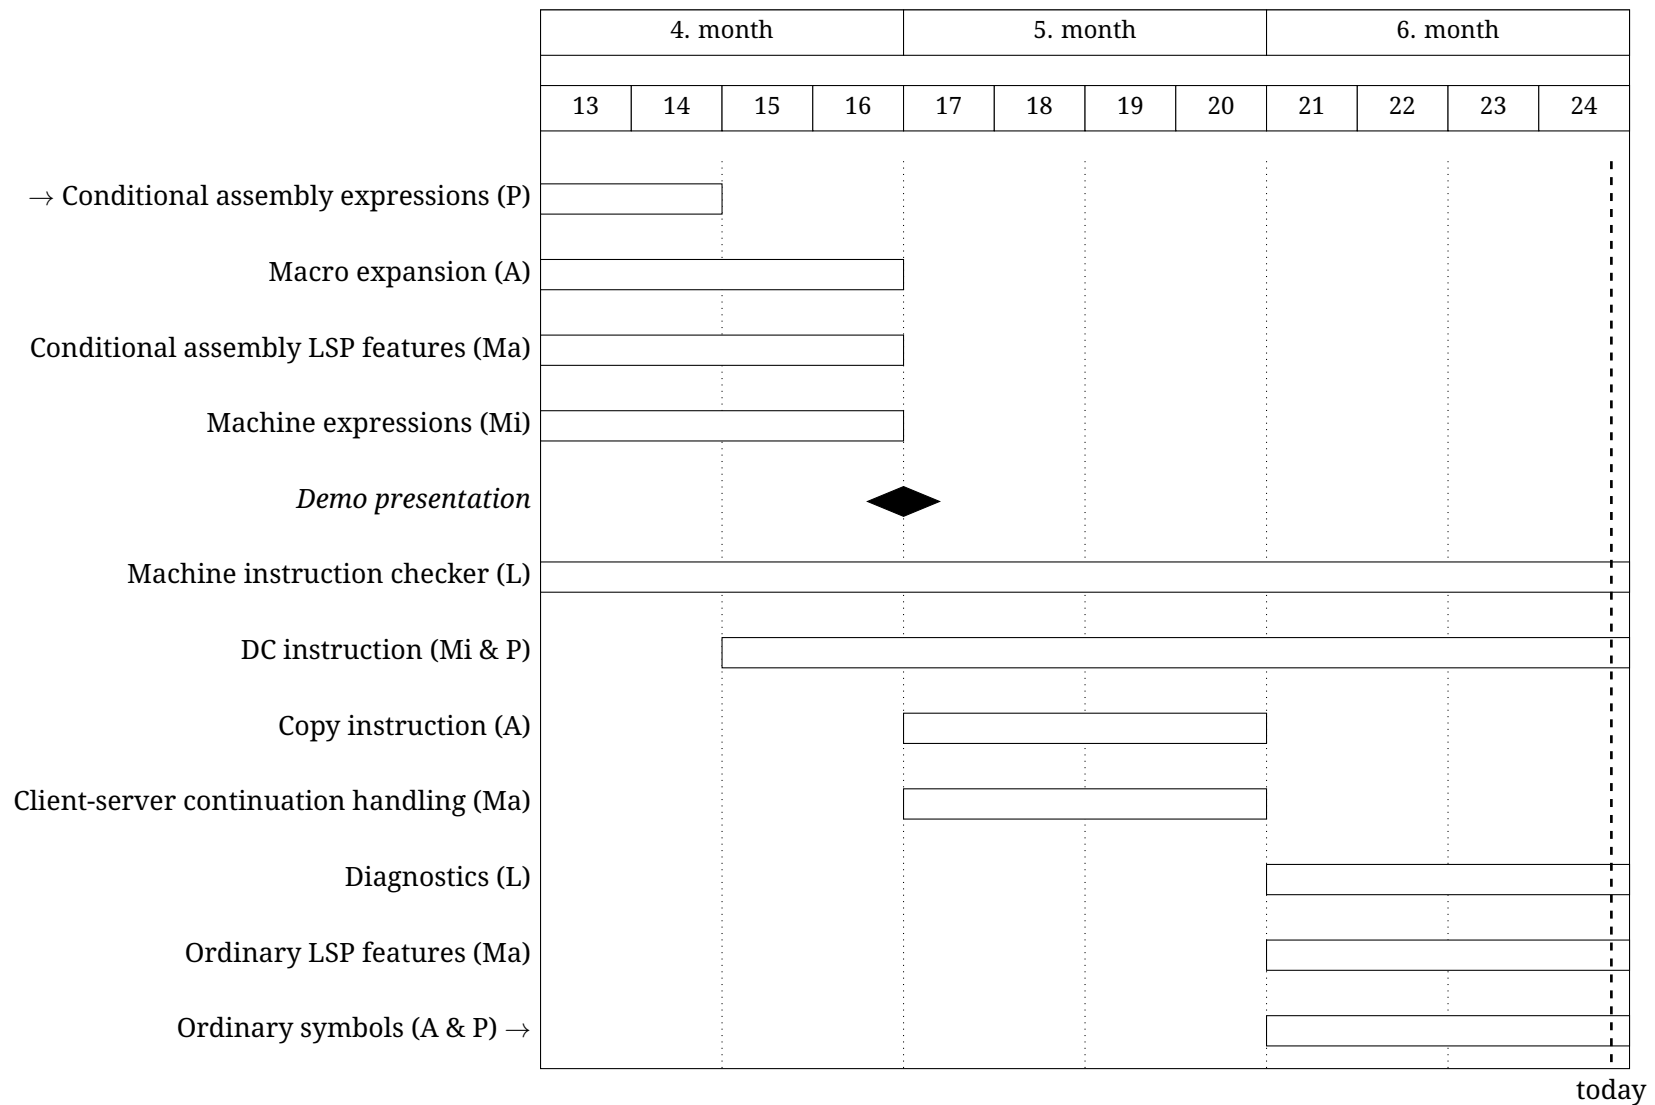 4. month 5. month 6. month
13 14 15 16 17 18 19 20 21 22 23 24
→ Conditional assembly expressions (P)
Macro expansion (A)
Conditional assembly LSP features (Ma)
Machine expressions (Mi)
Demo presentation
Machine instruction checker (L)
DC instruction (Mi & P)
Copy instruction (A)
Client-server continuation handling (Ma)
Diagnostics (L)
Ordinary LSP features (Ma)
Ordinary symbols (A & P) →
today